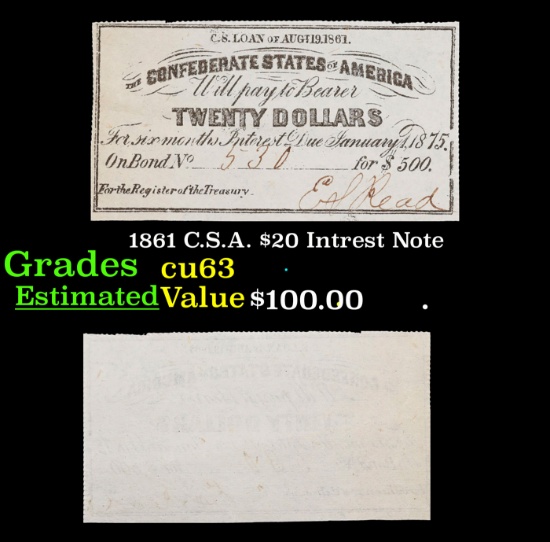 C.S. LOAN OF AUGT 19.1861.
THE CONFEDERATE STATES OF AMERICA
Will pay to Bearer
TWENTY DOLLARS
For six months Interest Due January 1, 1875.
On Bond No 530 for $500.
For the Register of the Treasury.
E S Read
1861 C.S.A. $20 Intrest Note
Grades cu63
Estimated Value $100.00